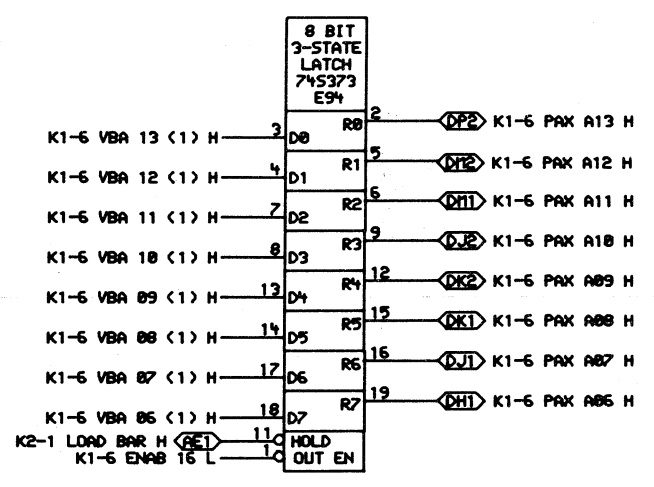 8 BIT
3-STATE
LATCH
74S373
E94
K1-6 VBA 13 (1) H 3 D0 R0 2 DP2 K1-6 PAX A13 H
K1-6 VBA 12 (1) H 4 D1 R1 5 DM2 K1-6 PAX A12 H
K1-6 VBA 11 (1) H 7 D2 R2 6 DM1 K1-6 PAX A11 H
K1-6 VBA 10 (1) H 8 D3 R3 9 DJ2 K1-6 PAX A10 H
K1-6 VBA 09 (1) H 13 D4 R4 12 DK2 K1-6 PAX A09 H
K1-6 VBA 08 (1) H 14 D5 R5 15 DK1 K1-6 PAX A08 H
K1-6 VBA 07 (1) H 17 D6 R6 16 DJ1 K1-6 PAX A07 H
K1-6 VBA 06 (1) H 18 D7 R7 19 DH1 K1-6 PAX A06 H
K2-1 LOAD BAR H AE1 11 HOLD
K1-6 ENAB 16 L 1 OUT EN